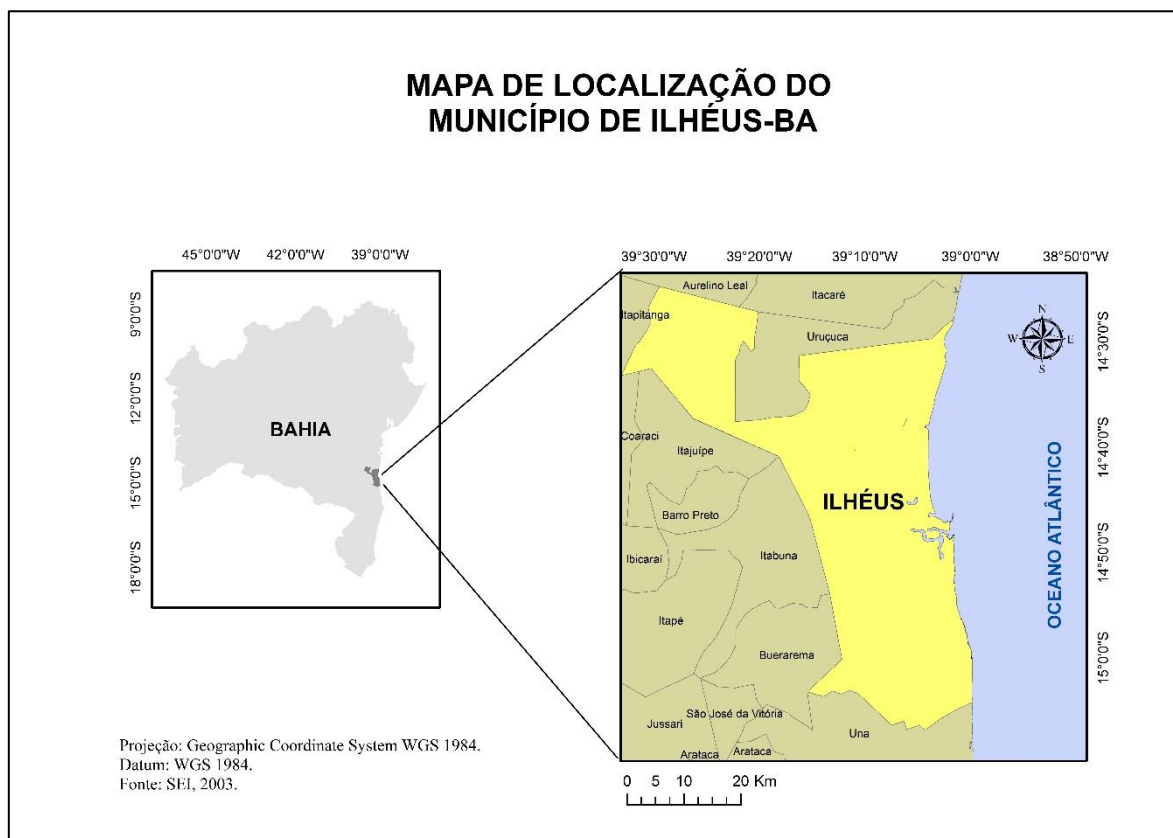 MAPA DE LOCALIZAÇÃO DO
MUNICÍPIO DE ILHÉUS-BA
45°0'0"W 42°0'0"W 39°0'0"W
9°0'0"S
12°0'0"S
15°0'0"S
18°0'0"S
BAHIA
39°30'0"W 39°20'0"W 39°10'0"W 39°0'0"W 38°50'0"W
Aurelino Leal
Itacaré
Itapitanga
Uruçuca
N
W E
S
Coaraci
Itajuípe
ILHÉUS
Barro Preto
Ibicaraí
Itabuna
Itapé
Buerarema
São José da Vitória
Jussari
Una
Arataca
Arataca
OCEANO ATLÂNTICO
14°30'0"S
14°40'0"S
14°50'0"S
15°0'0"S
0 5 10 20 Km
Projeção: Geographic Coordinate System WGS 1984.
Datum: WGS 1984.
Fonte: SEI, 2003.